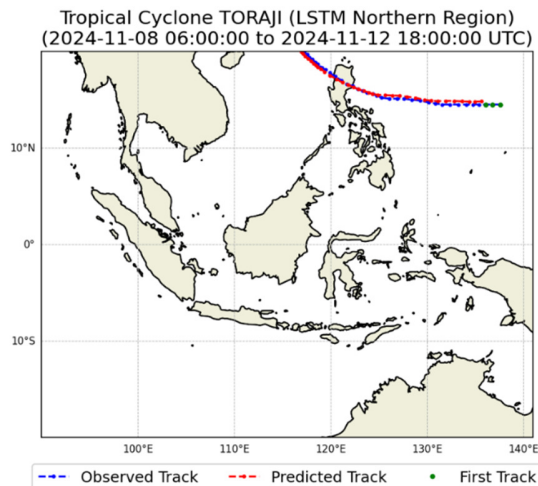 Tropical Cyclone TORAJI (LSTM Northern Region)
(2024-11-08 06:00:00 to 2024-11-12 18:00:00 UTC)
10°N
0°
10°S
100°E 110°E 120°E 130°E 140°E
Observed Track Predicted Track First Track